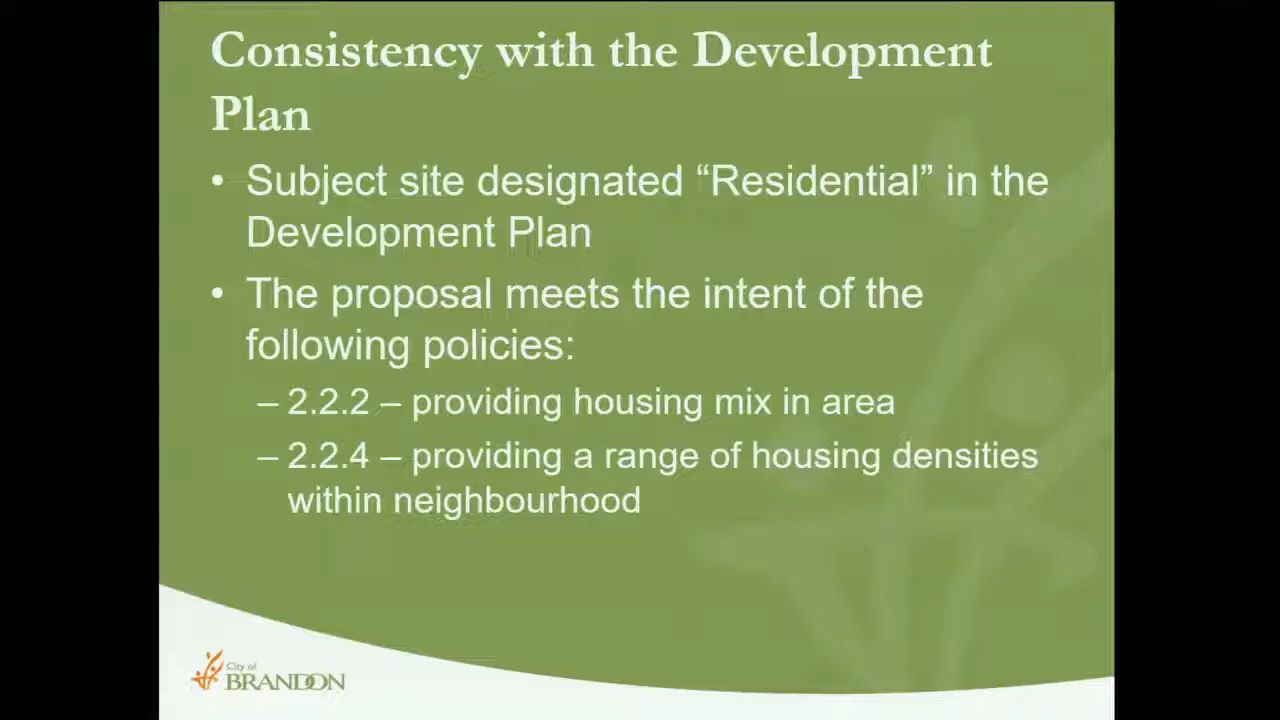 Consistency with the Development
Plan
• Subject site designated “Residential” in the
Development Plan
• The proposal meets the intent of the
following policies:
– 2.2.2 – providing housing mix in area
– 2.2.4 – providing a range of housing densities
within neighbourhood
City of
BRANDON